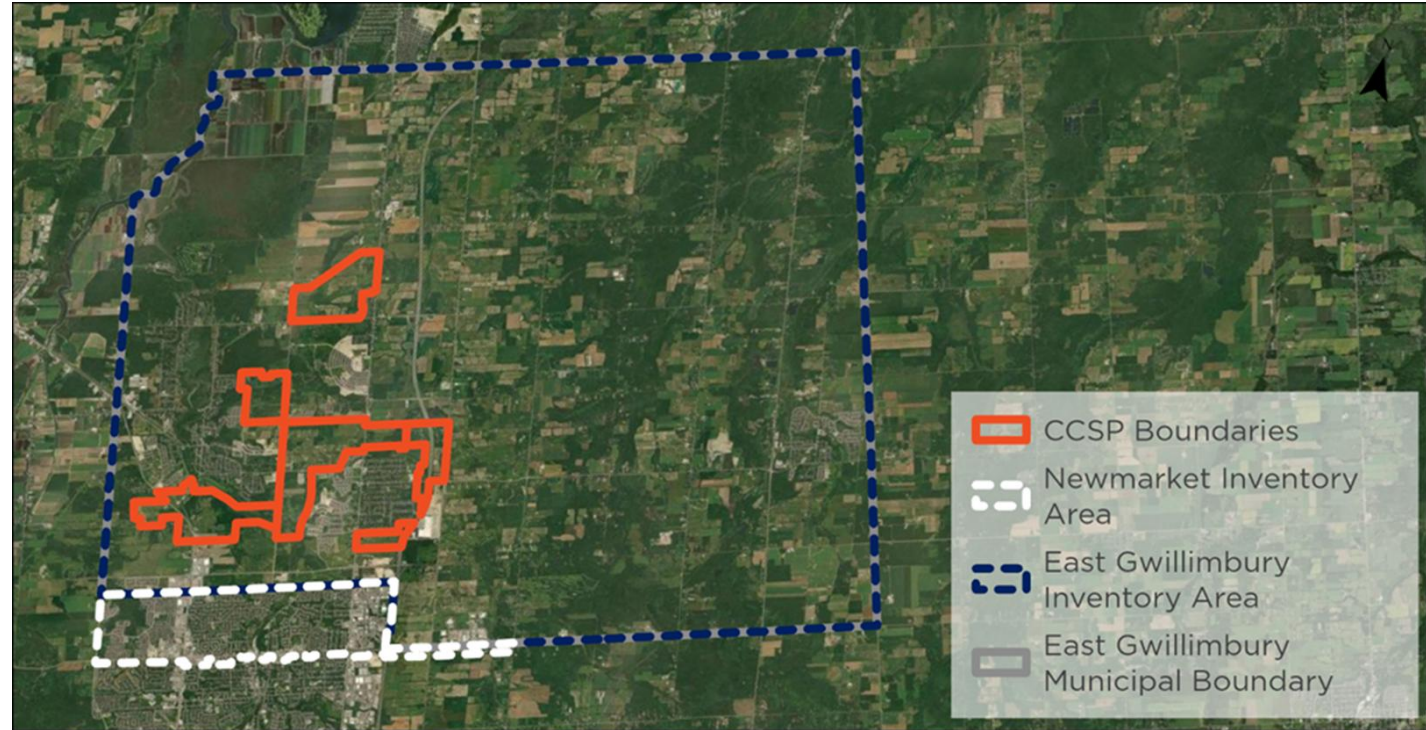 CCSP Boundaries
Newmarket Inventory
Area
East Gwillimbury
Inventory Area
East Gwillimbury
Municipal Boundary